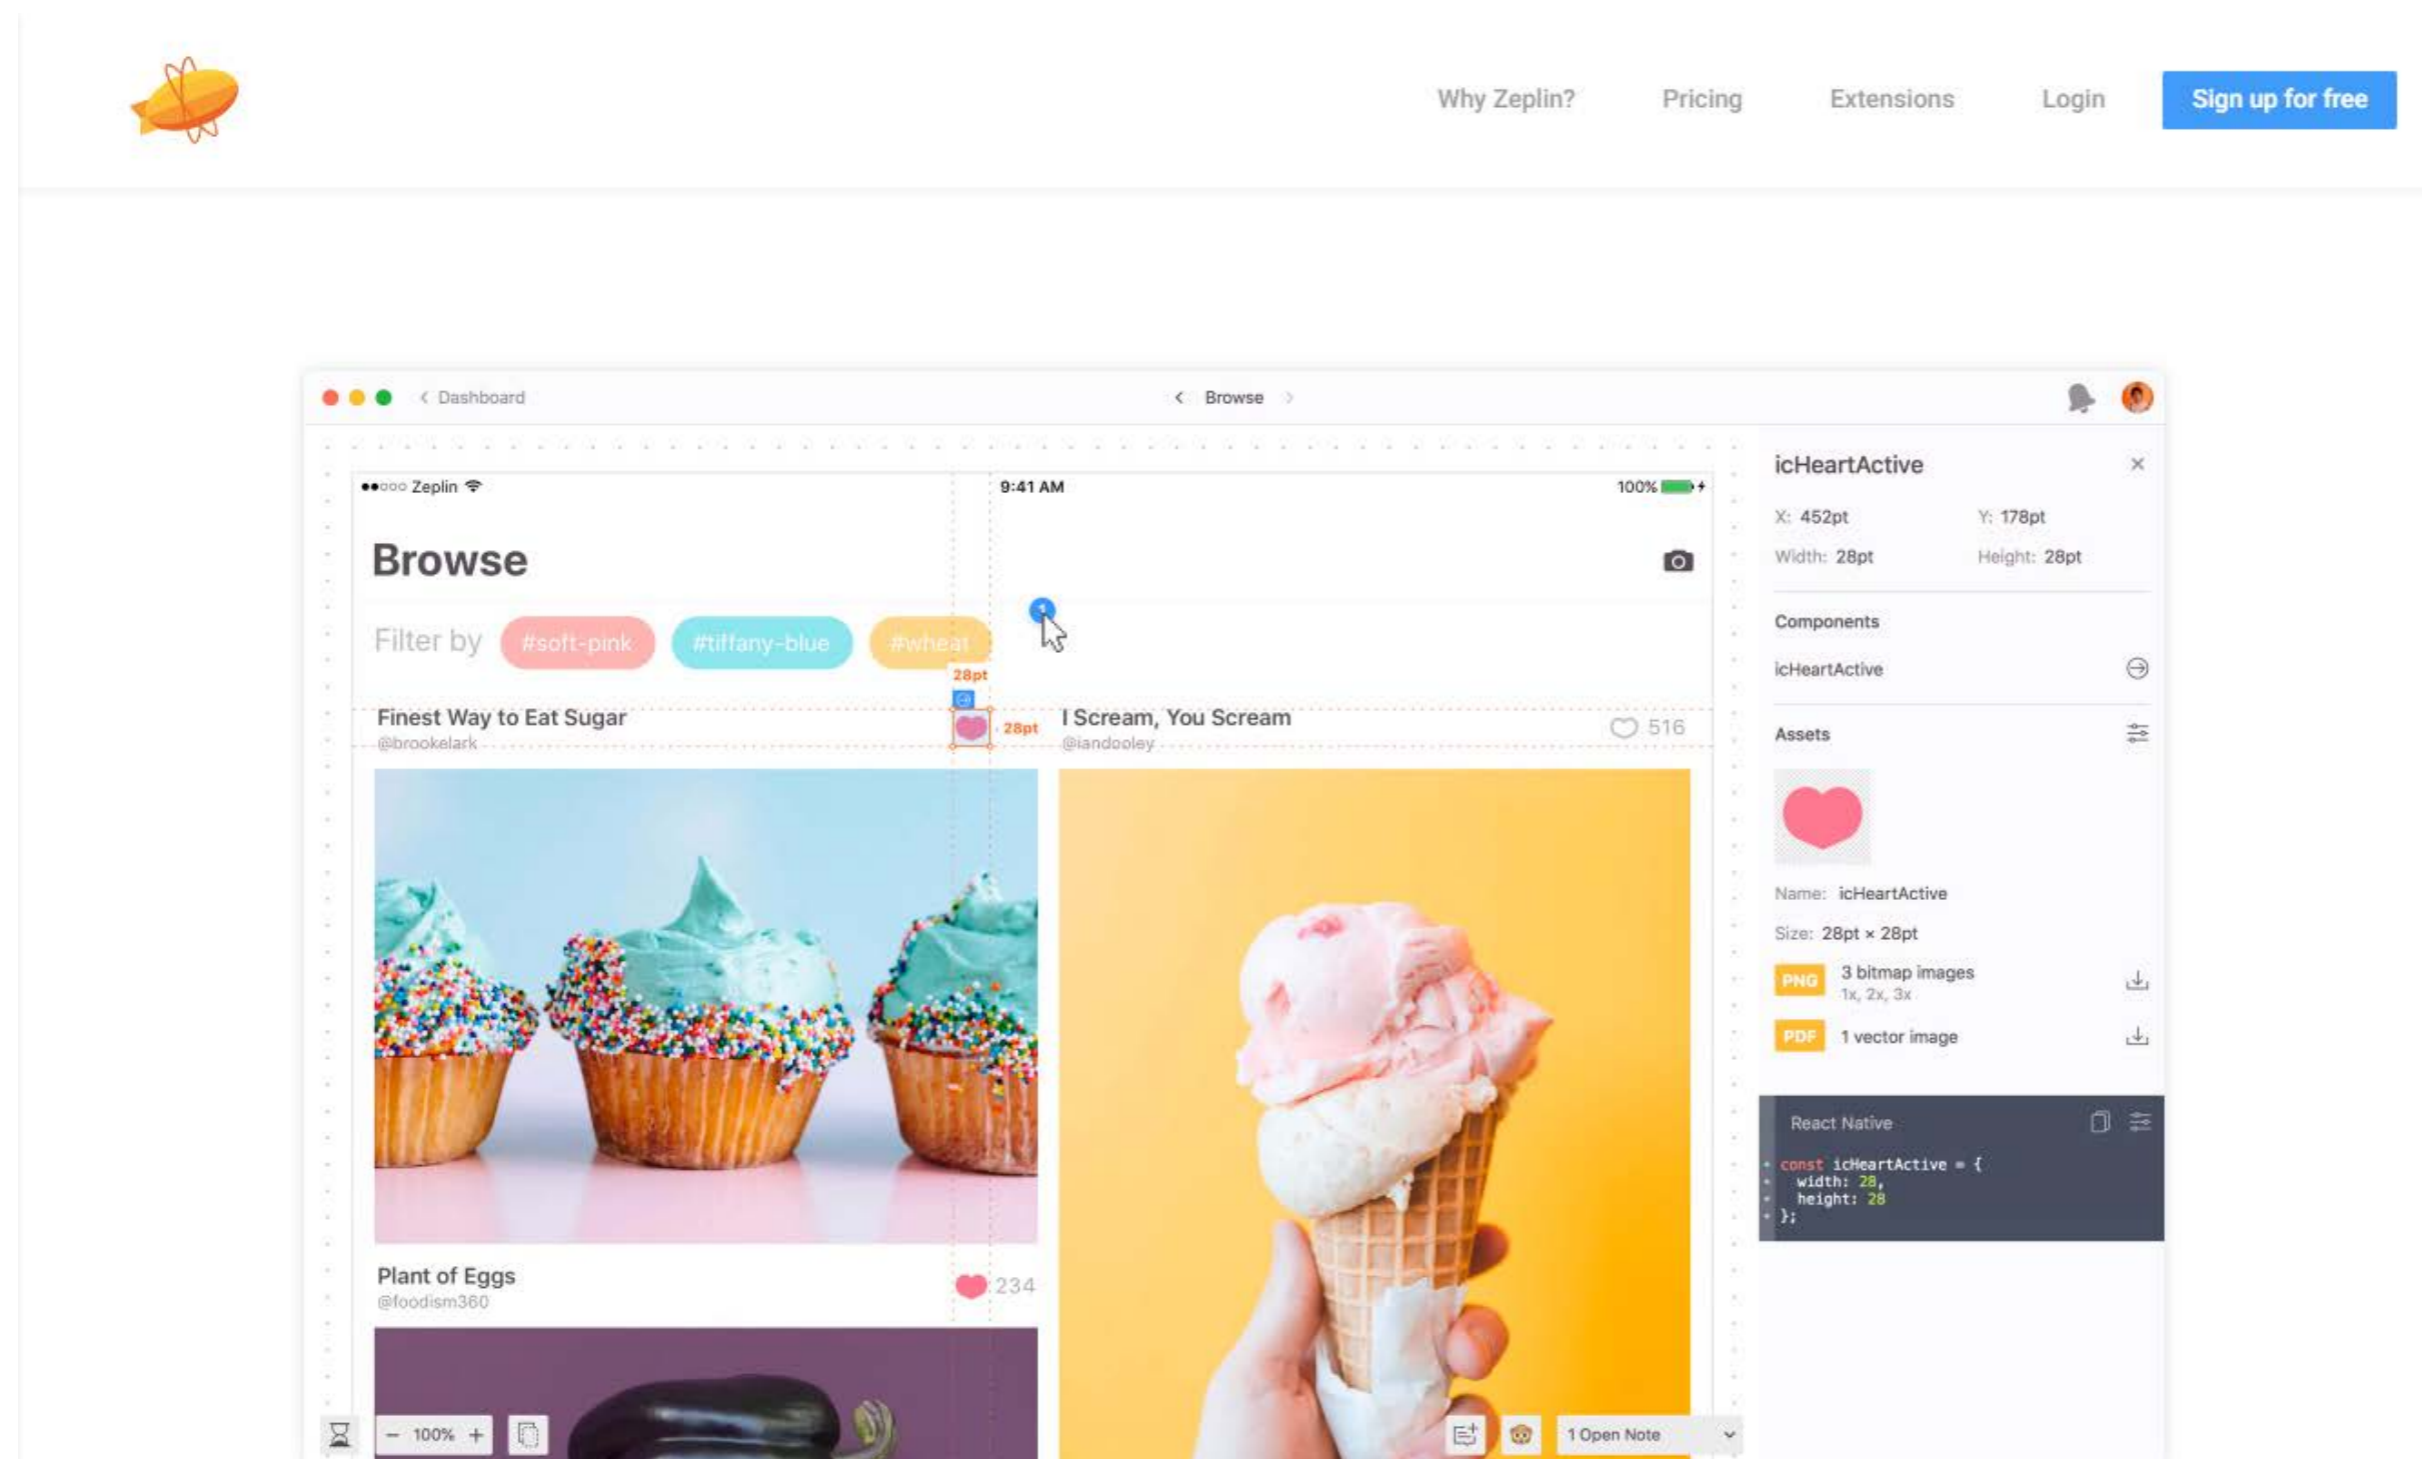 Why Zeplin? Pricing Extensions Login Sign up for free
Dashboard
Browse
Zeplin
9:41 AM
100%
Browse
Filter by #soft-pink #tiffany-blue #wheat
28pt
Finest Way to Eat Sugar
@brookelark
28pt
I Scream, You Scream
@iandooley
516
Plant of Eggs
@foodism360
234
− 100% +
1 Open Note
icHeartActive
X: 452pt Y: 178pt
Width: 28pt Height: 28pt
Components
icHeartActive
Assets
Name: icHeartActive
Size: 28pt × 28pt
PNG 3 bitmap images
1x, 2x, 3x
PDF 1 vector image
React Native
const icHeartActive = {
width: 28,
height: 28
};